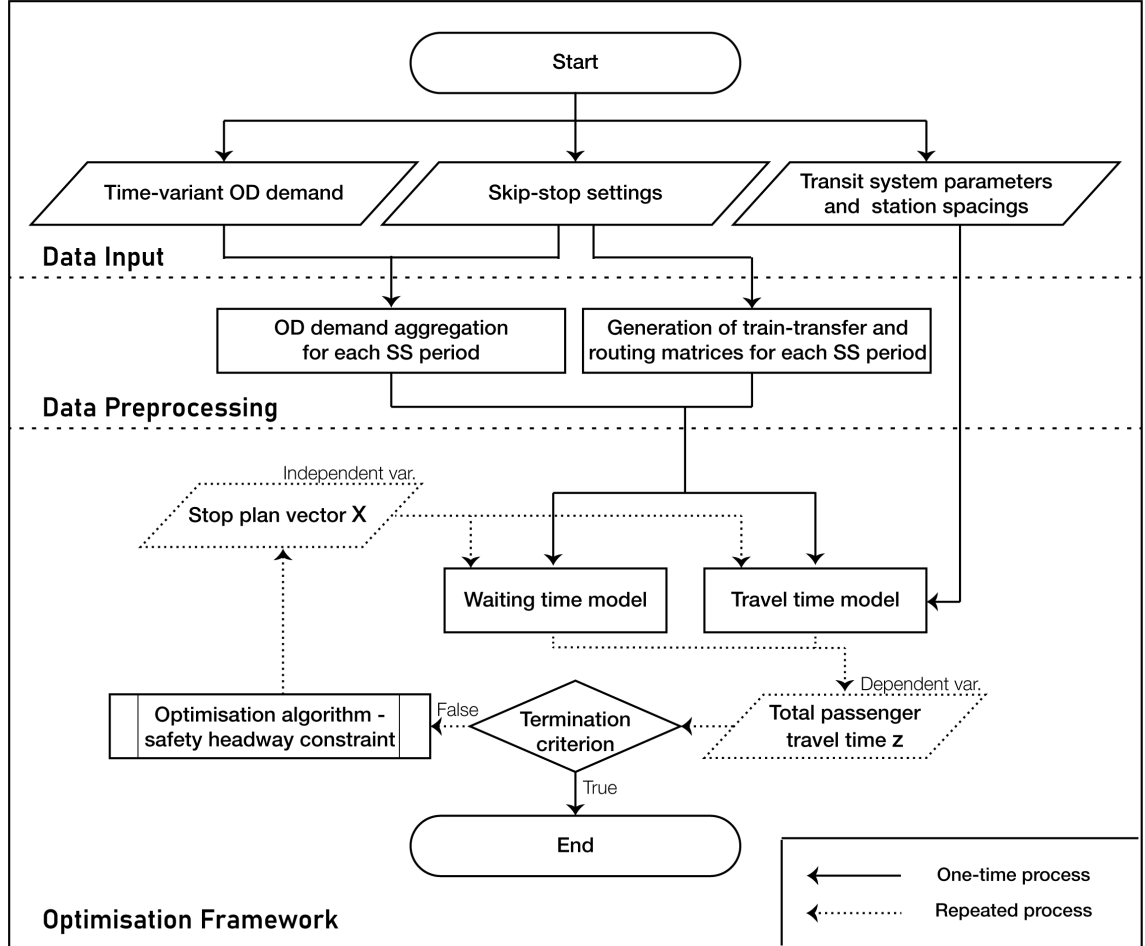 Start
Time-variant OD demand
Skip-stop settings
Transit system parameters
and station spacings
Data Input
OD demand aggregation
for each SS period
Generation of train-transfer and
routing matrices for each SS period
Data Preprocessing
Independent var.
Stop plan vector X
Waiting time model
Travel time model
Dependent var.
Total passenger
travel time z
Termination
criterion
False
Optimisation algorithm -
safety headway constraint
True
End
One-time process
Repeated process
Optimisation Framework